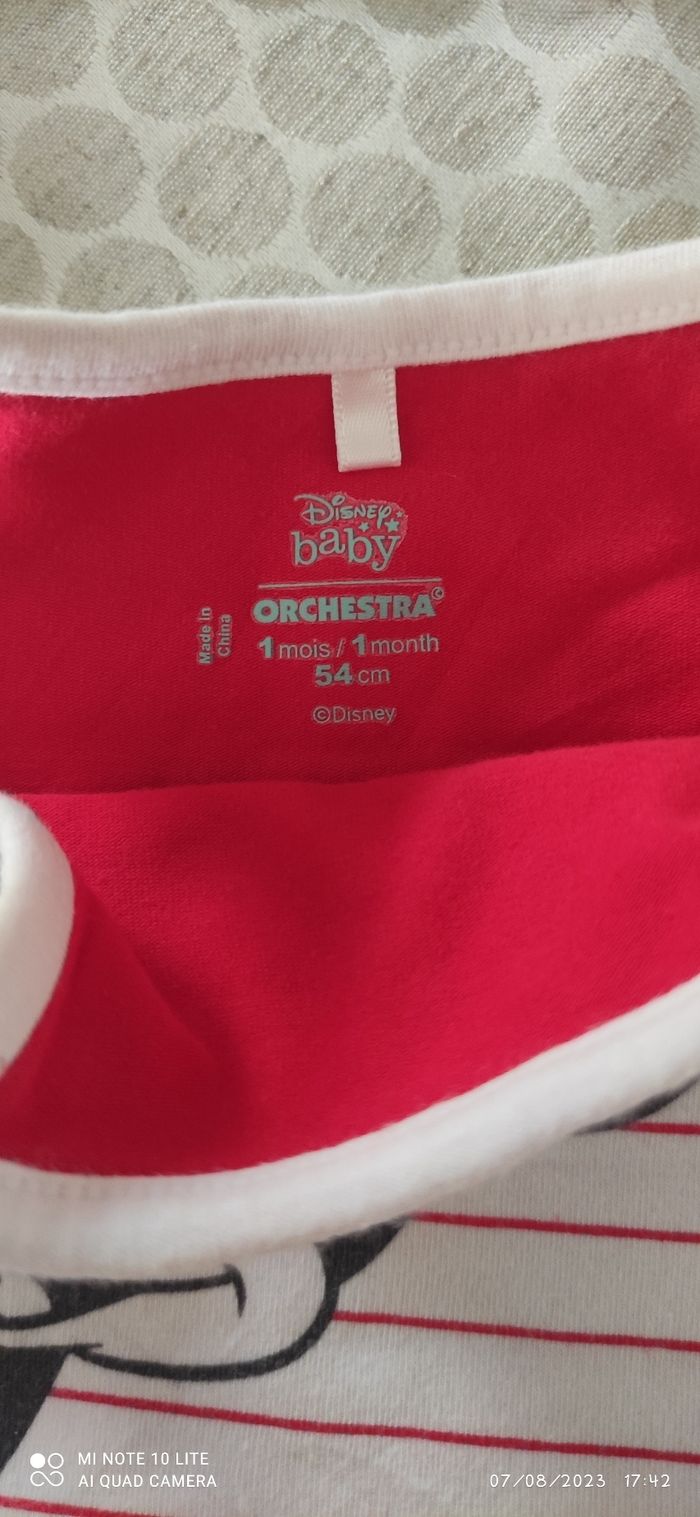 Disney
baby
ORCHESTRA©
1 mois / 1 month
54 cm
©Disney
Made in
China
MI NOTE 10 LITE
AI QUAD CAMERA
07/08/2023 17:42